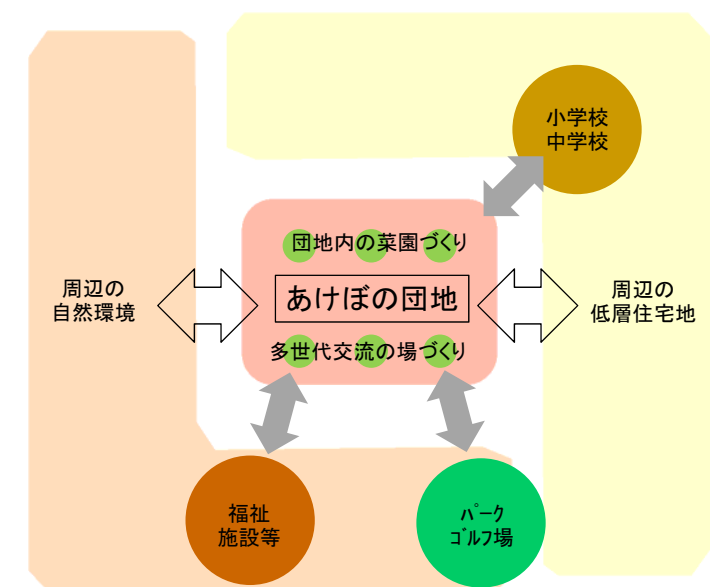 小学校
中学校
団地内の菜園づくり
周辺の
自然環境
あけぼの団地
周辺の
低層住宅地
多世代交流の場づくり
福祉
施設等
ﾊﾟｰｸ
ｺﾞﾙﾌ場